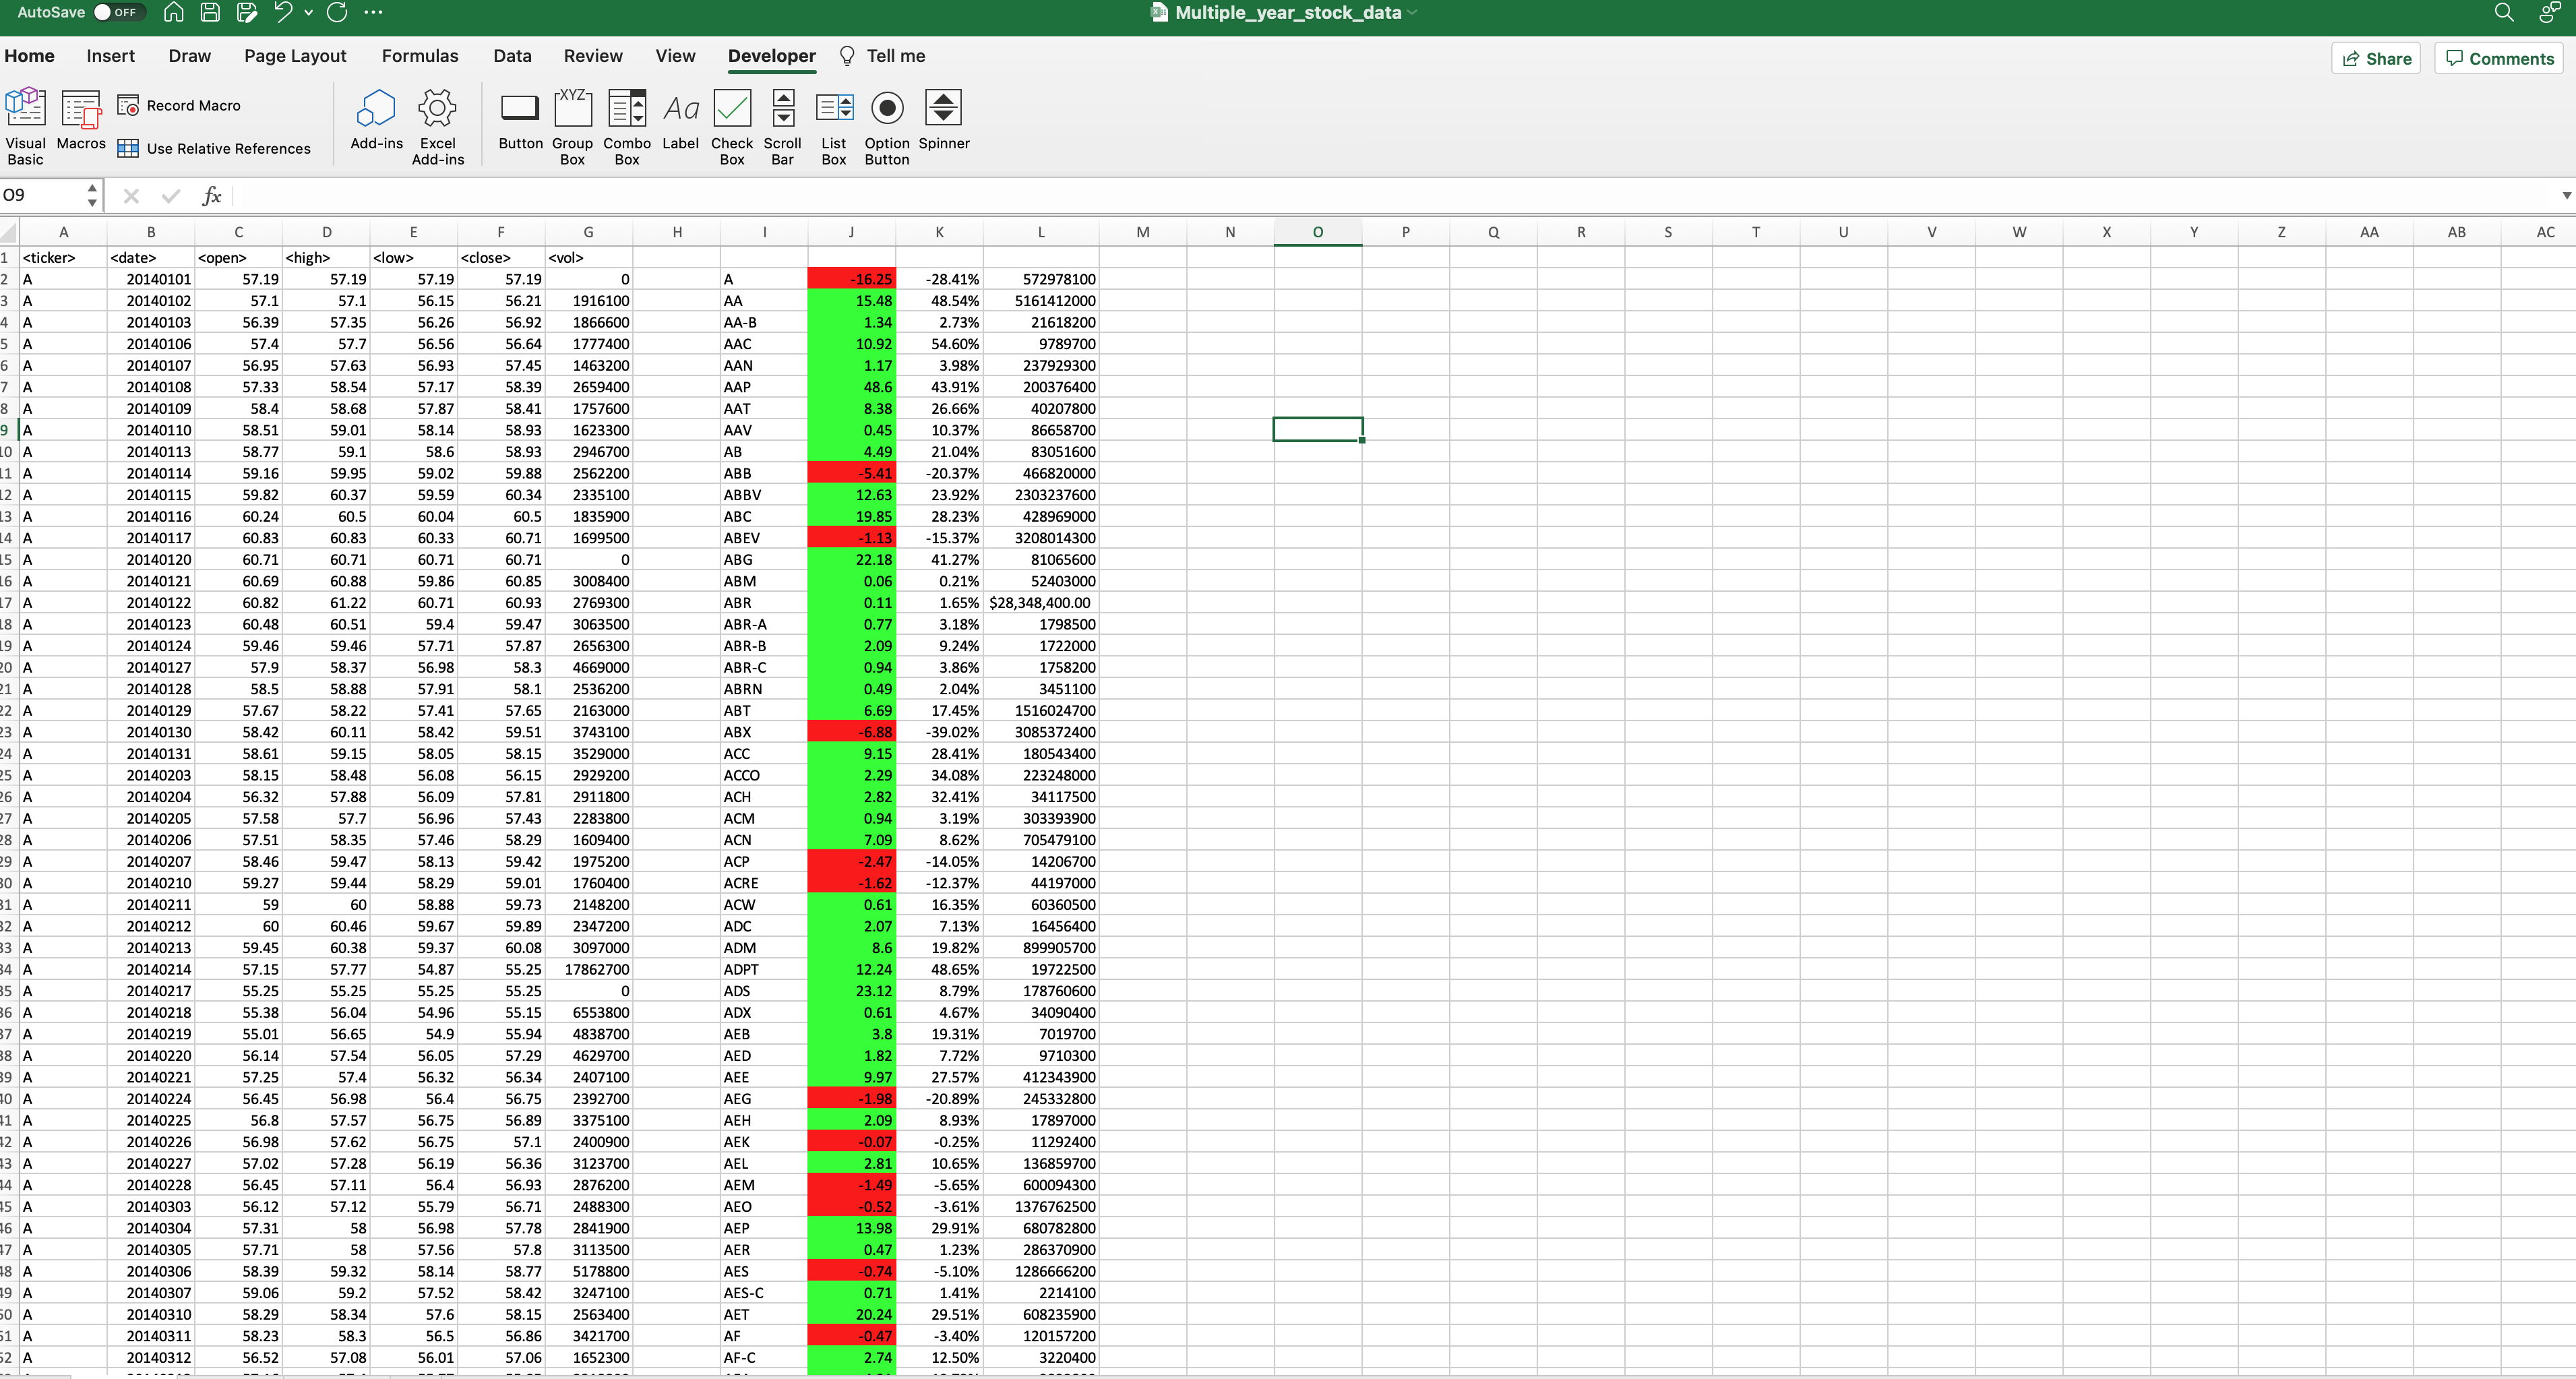 AutoSave OFF Multiple_year_stock_data
Home Insert Draw Page Layout Formulas Data Review View Developer Tell me Share Comments
Visual Basic Macros Record Macro Use Relative References Add-ins Excel Add-ins Button XYZ Group Box Combo Box Aa Label Check Box Scroll Bar List Box Option Button Spinner
O9 fx
A B C D E F G H I J K L M N O P Q R S T U V W X Y Z AA AB AC
1 <ticker> <date> <open> <high> <low> <close> <vol>
2 A 20140101 57.19 57.19 57.19 57.19 0 A -16.25 -28.41% 572978100
3 A 20140102 57.1 57.1 56.15 56.21 1916100 AA 15.48 48.54% 5161412000
4 A 20140103 56.39 57.35 56.26 56.92 1866600 AA-B 1.34 2.73% 21618200
5 A 20140106 57.4 57.7 56.56 56.64 1777400 AAC 10.92 54.60% 9789700
6 A 20140107 56.95 57.63 56.93 57.45 1463200 AAN 1.17 3.98% 237929300
7 A 20140108 57.33 58.54 57.17 58.39 2659400 AAP 48.6 43.91% 200376400
8 A 20140109 58.4 58.68 57.87 58.41 1757600 AAT 8.38 26.66% 40207800
9 A 20140110 58.51 59.01 58.14 58.93 1623300 AAV 0.45 10.37% 86658700
10 A 20140113 58.77 59.1 58.6 58.93 2946700 AB 4.49 21.04% 83051600
11 A 20140114 59.16 59.95 59.02 59.88 2562200 ABB -5.41 -20.37% 466820000
12 A 20140115 59.82 60.37 59.59 60.34 2335100 ABBV 12.63 23.92% 2303237600
13 A 20140116 60.24 60.5 60.04 60.5 1835900 ABC 19.85 28.23% 428969000
14 A 20140117 60.83 60.83 60.33 60.71 1699500 ABEV -1.13 -15.37% 3208014300
15 A 20140120 60.71 60.71 60.71 60.71 0 ABG 22.18 41.27% 81065600
16 A 20140121 60.69 60.88 59.86 60.85 3008400 ABM 0.06 0.21% 52403000
17 A 20140122 60.82 61.22 60.71 60.93 2769300 ABR 0.11 1.65% $28,348,400.00
18 A 20140123 60.48 60.51 59.4 59.47 3063500 ABR-A 0.77 3.18% 1798500
19 A 20140124 59.46 59.46 57.71 57.87 2656300 ABR-B 2.09 9.24% 1722000
20 A 20140127 57.9 58.37 56.98 58.3 4669000 ABR-C 0.94 3.86% 1758200
21 A 20140128 58.5 58.88 57.91 58.1 2536200 ABRN 0.49 2.04% 3451100
22 A 20140129 57.67 58.22 57.41 57.65 2163000 ABT 6.69 17.45% 1516024700
23 A 20140130 58.42 60.11 58.42 59.51 3743100 ABX -6.88 -39.02% 3085372400
24 A 20140131 58.61 59.15 58.05 58.15 3529000 ACC 9.15 28.41% 180543400
25 A 20140203 58.15 58.48 56.08 56.15 2929200 ACCO 2.29 34.08% 223248000
26 A 20140204 56.32 57.88 56.09 57.81 2911800 ACH 2.82 32.41% 34117500
27 A 20140205 57.58 57.7 56.96 57.43 2283800 ACM 0.94 3.19% 303393900
28 A 20140206 57.51 58.35 57.46 58.29 1609400 ACN 7.09 8.62% 705479100
29 A 20140207 58.46 59.47 58.13 59.42 1975200 ACP -2.47 -14.05% 14206700
30 A 20140210 59.27 59.44 58.29 59.01 1760400 ACRE -1.62 -12.37% 44197000
31 A 20140211 59 60 58.88 59.73 2148200 ACW 0.61 16.35% 60360500
32 A 20140212 60 60.46 59.67 59.89 2347200 ADC 2.07 7.13% 16456400
33 A 20140213 59.45 60.38 59.37 60.08 3097000 ADM 8.6 19.82% 899905700
34 A 20140214 57.15 57.77 54.87 55.25 17862700 ADPT 12.24 48.65% 19722500
35 A 20140217 55.25 55.25 55.25 55.25 0 ADS 23.12 8.79% 178760600
36 A 20140218 55.38 56.04 54.96 55.15 6553800 ADX 0.61 4.67% 34090400
37 A 20140219 55.01 56.65 54.9 55.94 4838700 AEB 3.8 19.31% 7019700
38 A 20140220 56.14 57.54 56.05 57.29 4629700 AED 1.82 7.72% 9710300
39 A 20140221 57.25 57.4 56.32 56.34 2407100 AEE 9.97 27.57% 412343900
40 A 20140224 56.45 56.98 56.4 56.75 2392700 AEG -1.98 -20.89% 245332800
41 A 20140225 56.8 57.57 56.75 56.89 3375100 AEH 2.09 8.93% 17897000
42 A 20140226 56.98 57.62 56.75 57.1 2400900 AEK -0.07 -0.25% 11292400
43 A 20140227 57.02 57.28 56.19 56.36 3123700 AEL 2.81 10.65% 136859700
44 A 20140228 56.45 57.11 56.4 56.93 2876200 AEM -1.49 -5.65% 600094300
45 A 20140303 56.12 57.12 55.79 56.71 2488300 AEO -0.52 -3.61% 1376762500
46 A 20140304 57.31 58 56.98 57.78 2841900 AEP 13.98 29.91% 680782800
47 A 20140305 57.71 58 57.56 57.8 3113500 AER 0.47 1.23% 286370900
48 A 20140306 58.39 59.32 58.14 58.77 5178800 AES -0.74 -5.10% 1286666200
49 A 20140307 59.06 59.2 57.52 58.42 3247100 AES-C 0.71 1.41% 2214100
50 A 20140310 58.29 58.34 57.6 58.15 2563400 AET 20.24 29.51% 608235900
51 A 20140311 58.23 58.3 56.5 56.86 3421700 AF -0.47 -3.40% 120157200
52 A 20140312 56.52 57.08 56.01 57.06 1652300 AF-C 2.74 12.50% 3220400